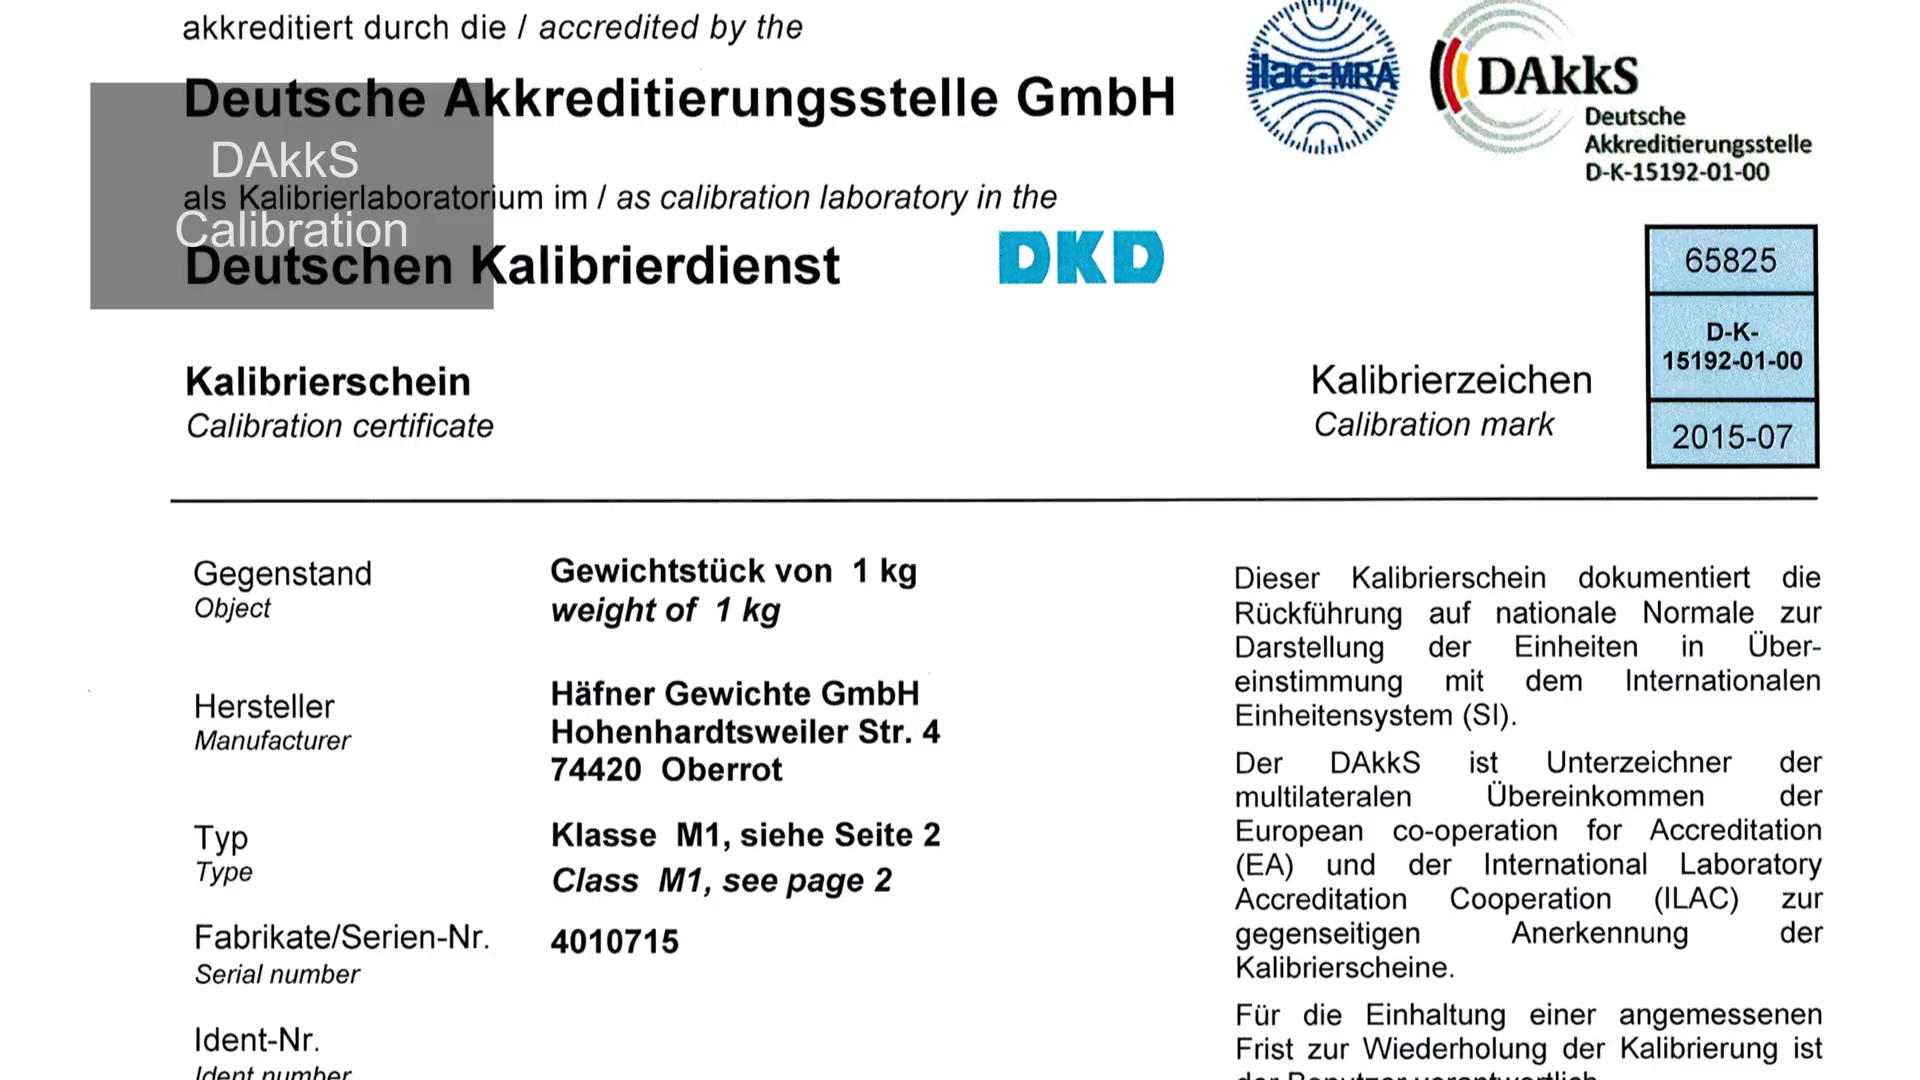 akkreditiert durch die / accredited by the
Deutsche Akkreditierungsstelle GmbH
ilac-MRA
DAkkS
Deutsche
Akkreditierungsstelle
D-K-15192-01-00
DAkkS
Calibration
als Kalibrierlaboratorium im / as calibration laboratory in the
Deutschen Kalibrierdienst
DKD
65825
D-K-
15192-01-00
2015-07
Kalibrierschein
Calibration certificate
Kalibrierzeichen
Calibration mark
Gegenstand
Object
Gewichtstück von 1 kg
weight of 1 kg
Hersteller
Manufacturer
Häfner Gewichte GmbH
Hohenhardtsweiler Str. 4
74420 Oberrot
Typ
Type
Klasse M1, siehe Seite 2
Class M1, see page 2
Fabrikate/Serien-Nr.
Serial number
4010715
Ident-Nr.
Ident number
Dieser Kalibrierschein dokumentiert die
Rückführung auf nationale Normale zur
Darstellung der Einheiten in Über-
einstimmung mit dem Internationalen
Einheitensystem (SI).
Der DAkkS ist Unterzeichner der
multilateralen Übereinkommen der
European co-operation for Accreditation
(EA) und der International Laboratory
Accreditation Cooperation (ILAC) zur
gegenseitigen Anerkennung der
Kalibrierscheine.
Für die Einhaltung einer angemessenen
Frist zur Wiederholung der Kalibrierung ist
der Benutzer verantwortlich.